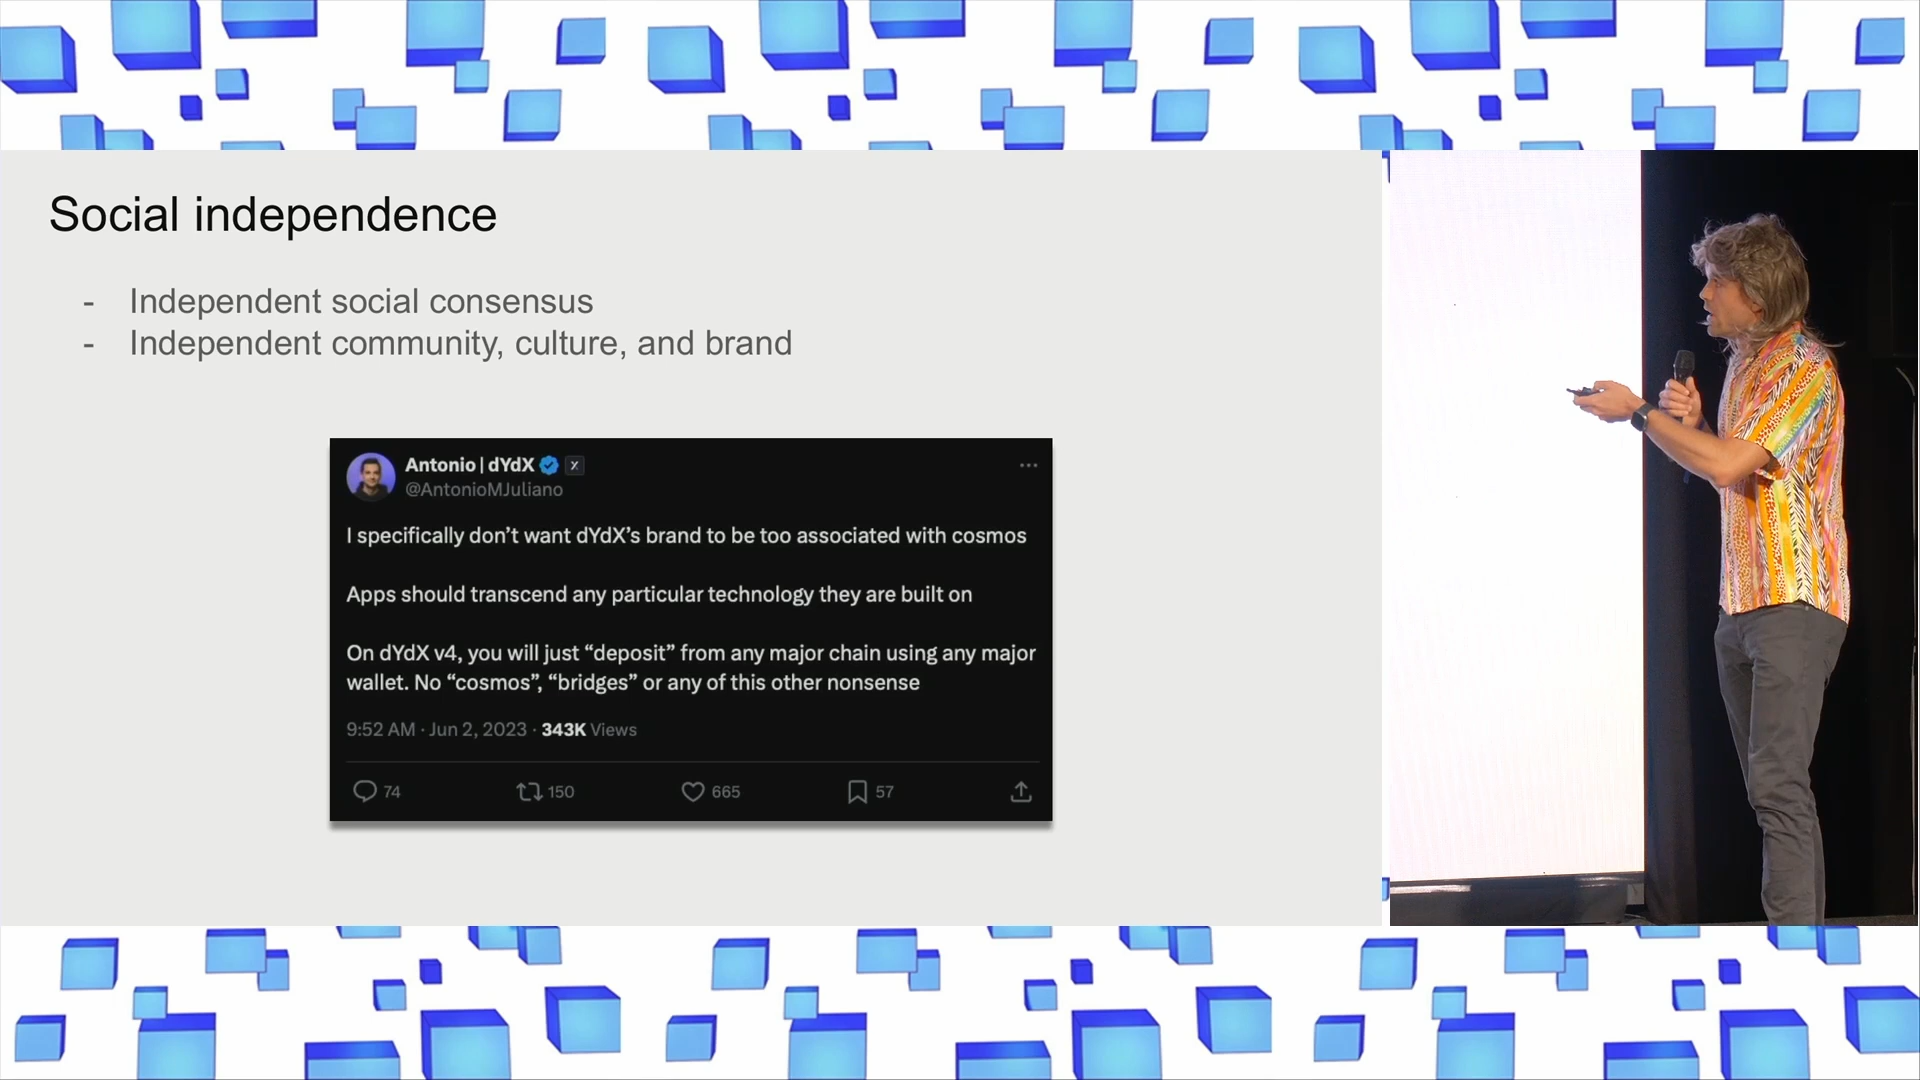 Social independence
- Independent social consensus
- Independent community, culture, and brand
Antonio | dYdX X
@AntonioMJuliano
I specifically don’t want dYdX’s brand to be too associated with cosmos
Apps should transcend any particular technology they are built on
On dYdX v4, you will just “deposit” from any major chain using any major
wallet. No “cosmos”, “bridges” or any of this other nonsense
9:52 AM · Jun 2, 2023 · 343K Views
74 150 665 57